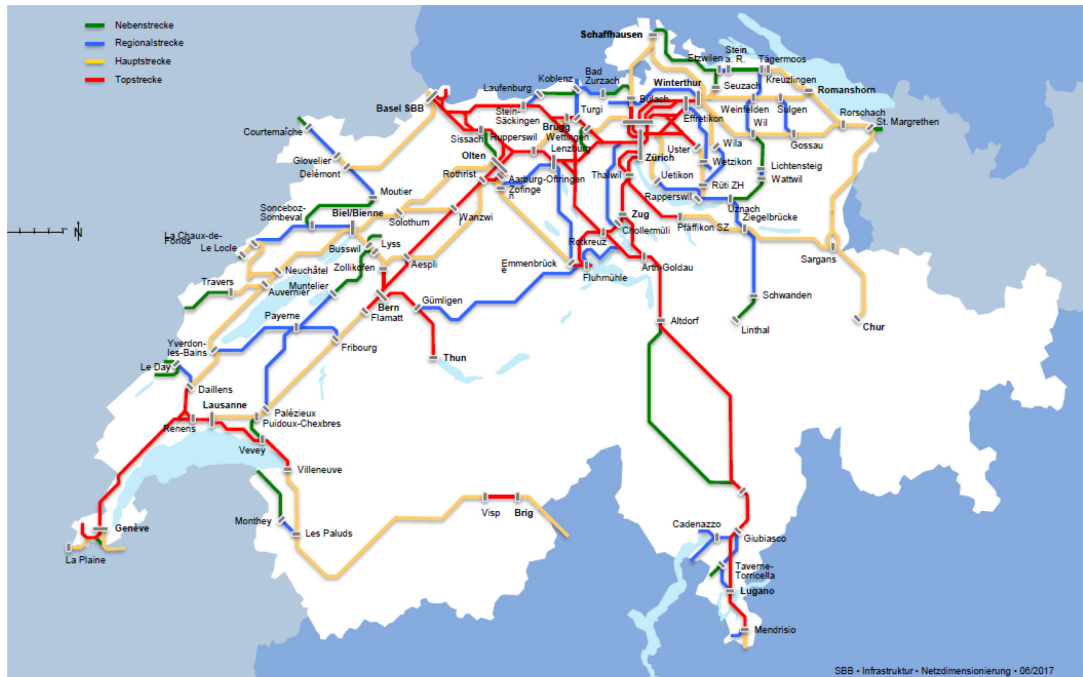 Nebenstrecke
Regionalstrecke
Hauptstrecke
Topstrecke
N
Schaffhausen
Etzwilen
Stein
a. R.
Tägermoos
Kreuzlingen
Koblenz
Bad
Zurzach
Winterthur
Seuzach
Romanshorn
Laufenburg
Basel SBB
Turgi
Bülach
Weinfelden
Sulgen
Stein-
Säckingen
Brugg
Effretikon
Wil
Rorschach
St. Margrethen
Courtemaîche
Sissach
Rupperswil
Wettingen
Lenzburg
Gossau
Wila
Uster
Glovelier
Delémont
Olten
Zürich
Wetzikon
Lichtensteig
Wattwil
Rothrist
Aarburg-Oftringen
Zofinge
n
Thalwil
Uetikon
Rüti ZH
Moutier
Rapperswil
Uznach
Sonceboz-
Sombeval
Biel/Bienne
Solothurn
Wanzwi
Zug
Chollermüli
Pfäffikon SZ
Ziegelbrücke
La Chaux-de-
Fonds
Le Locle
Busswil
Lyss
Rotkreuz
Zollikofen
Aespli
Emmenbrück
e
Arth-Goldau
Sargans
Neuchâtel
Travers
Auvernier
Muntelier
Fluhmühle
Bern
Gümligen
Schwanden
Flamatt
Payerne
Altdorf
Linthal
Chur
Yverdon-
les-Bains
Fribourg
Thun
Le Day
Daillens
Lausanne
Palézieux
Puidoux-Chexbres
Renens
Vevey
Villeneuve
Visp
Brig
Monthey
Les Paluds
Genève
La Plaine
Cadenazzo
Giubiasco
Taverne-
Torricella
Lugano
Mendrisio
SBB • Infrastruktur • Netzdimensionierung • 06/2017